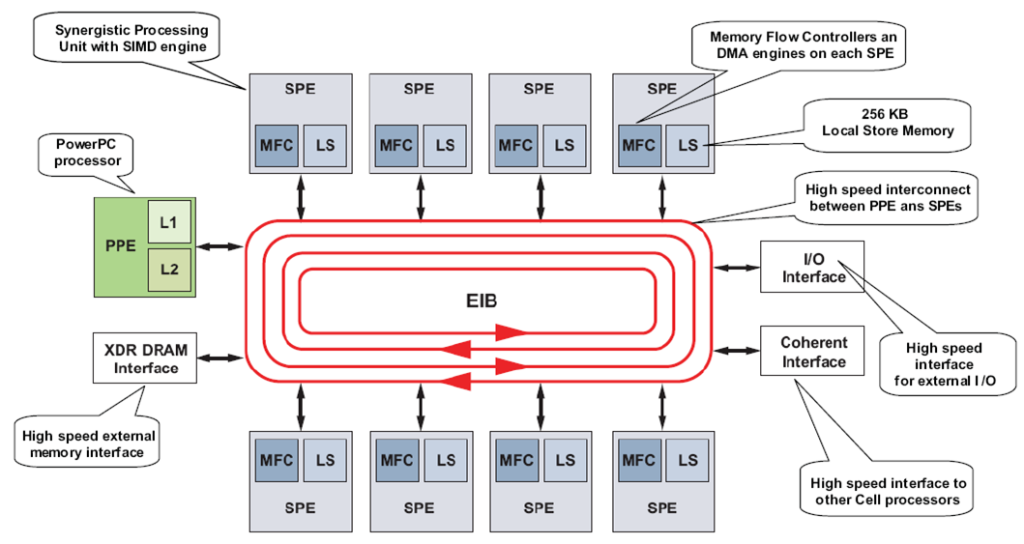 Synergistic Processing
Unit with SIMD engine
Memory Flow Controllers an
DMA engines on each SPE
SPE
SPE
SPE
SPE
256 KB
Local Store Memory
MFC LS
MFC LS
MFC LS
MFC LS
PowerPC
processor
High speed interconnect
between PPE ans SPEs
L1
PPE
L2
I/O
Interface
EIB
XDR DRAM
Interface
Coherent
Interface
High speed
interface
for external I/O
High speed external
memory interface
MFC LS
MFC LS
MFC LS
MFC LS
High speed interface to
other Cell processors
SPE
SPE
SPE
SPE